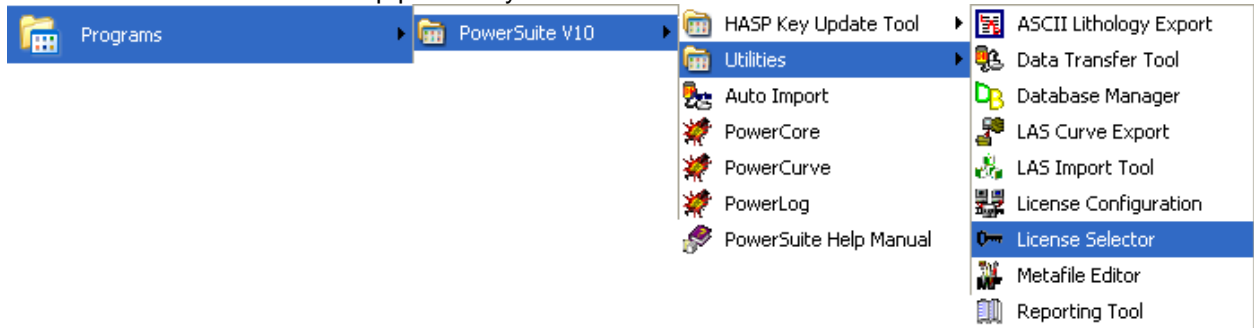 Programs
PowerSuite V10
HASP Key Update Tool
Utilities
Auto Import
PowerCore
PowerCurve
PowerLog
PowerSuite Help Manual
ASCII Lithology Export
Data Transfer Tool
Database Manager
LAS Curve Export
LAS Import Tool
License Configuration
License Selector
Metafile Editor
Reporting Tool